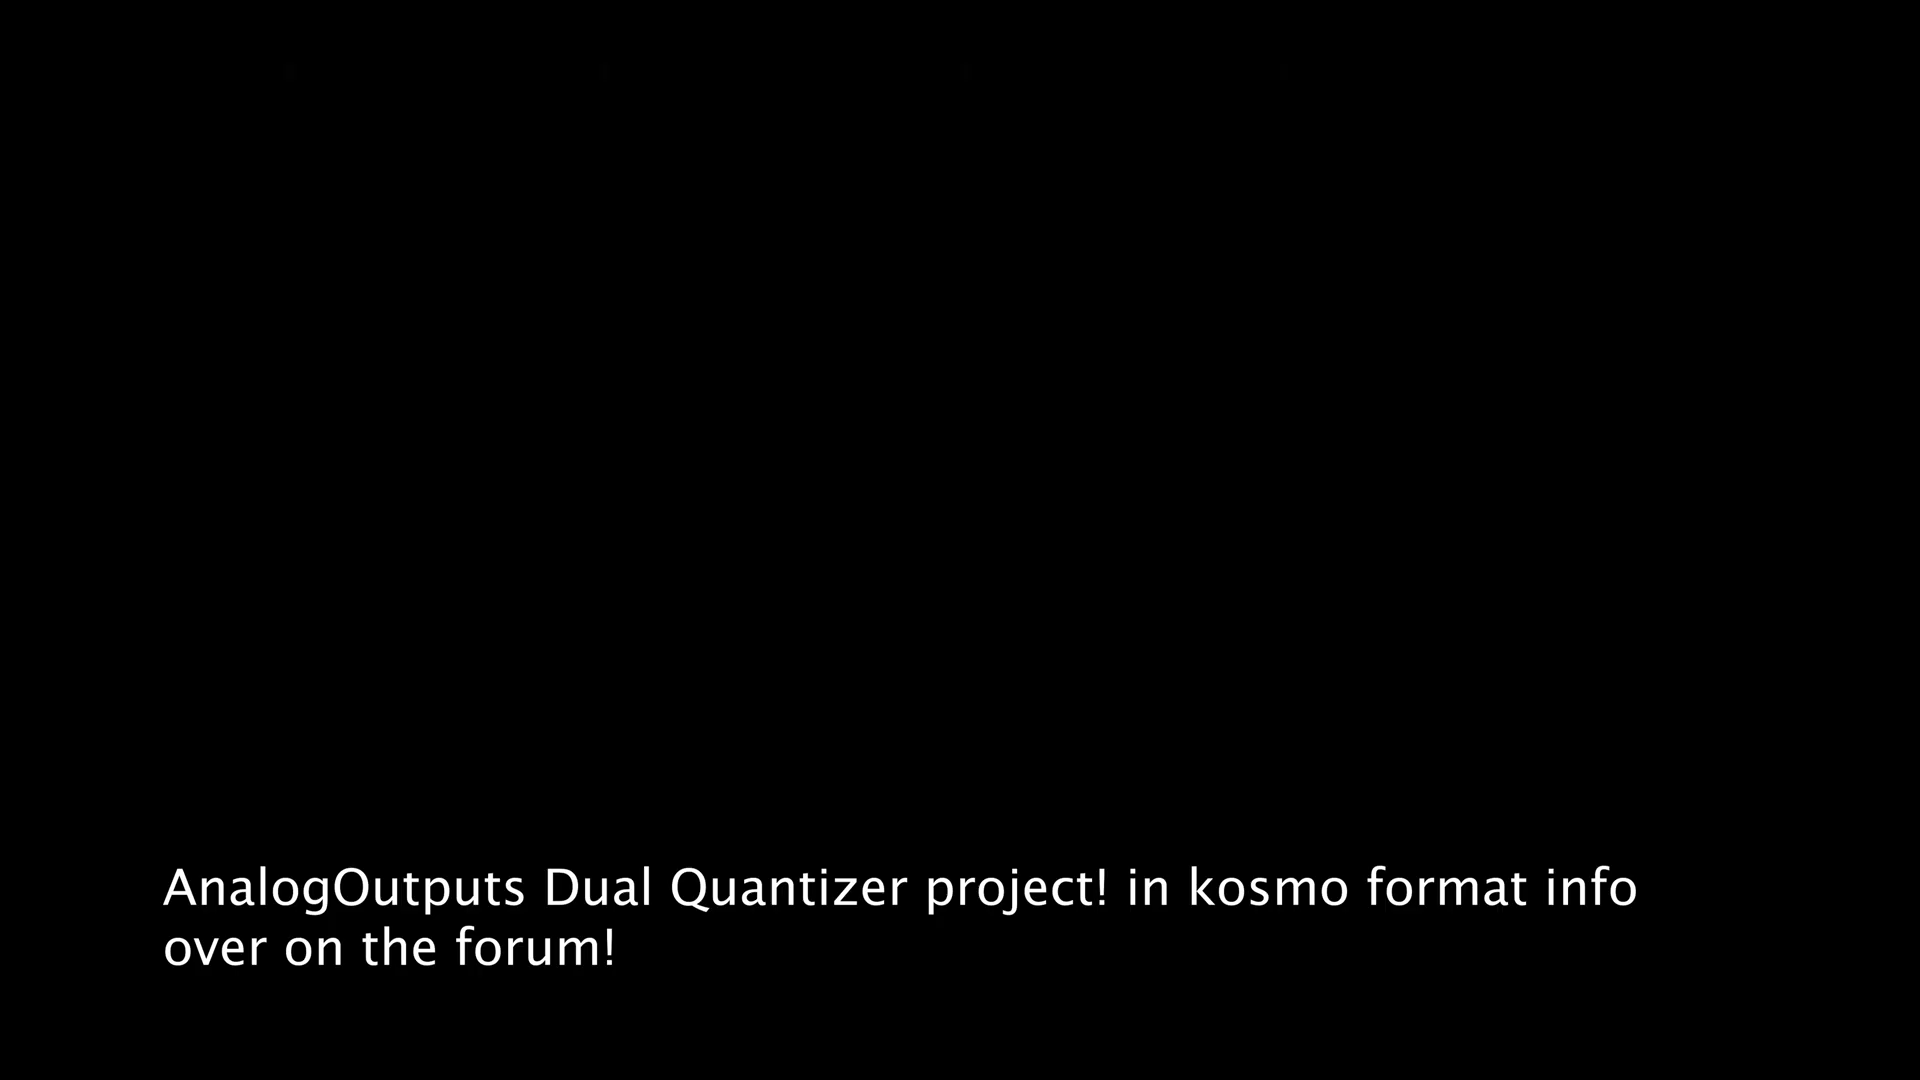 AnalogOutputs Dual Quantizer project! in kosmo format info
over on the forum!